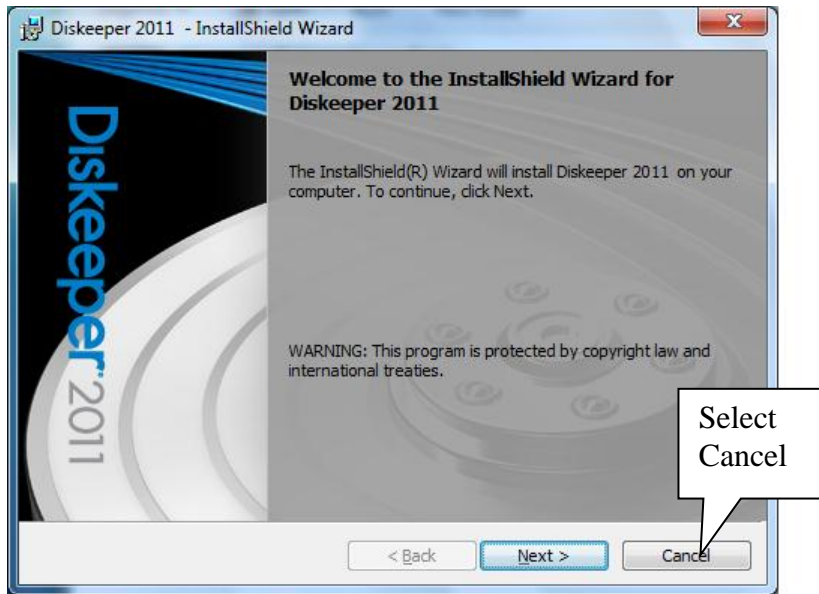 Diskeeper 2011 - InstallShield Wizard
Diskeeper 2011
Welcome to the InstallShield Wizard for
Diskeeper 2011
The InstallShield(R) Wizard will install Diskeeper 2011 on your
computer. To continue, click Next.
WARNING: This program is protected by copyright law and
international treaties.
Select
Cancel
< Back
Next >
Cancel